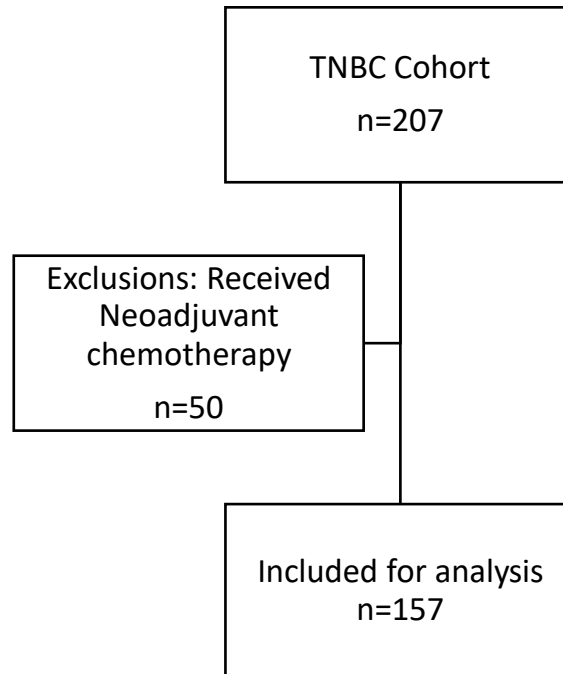 TNBC Cohort
n=207
Exclusions: Received
Neoadjuvant
chemotherapy
n=50
Included for analysis
n=157